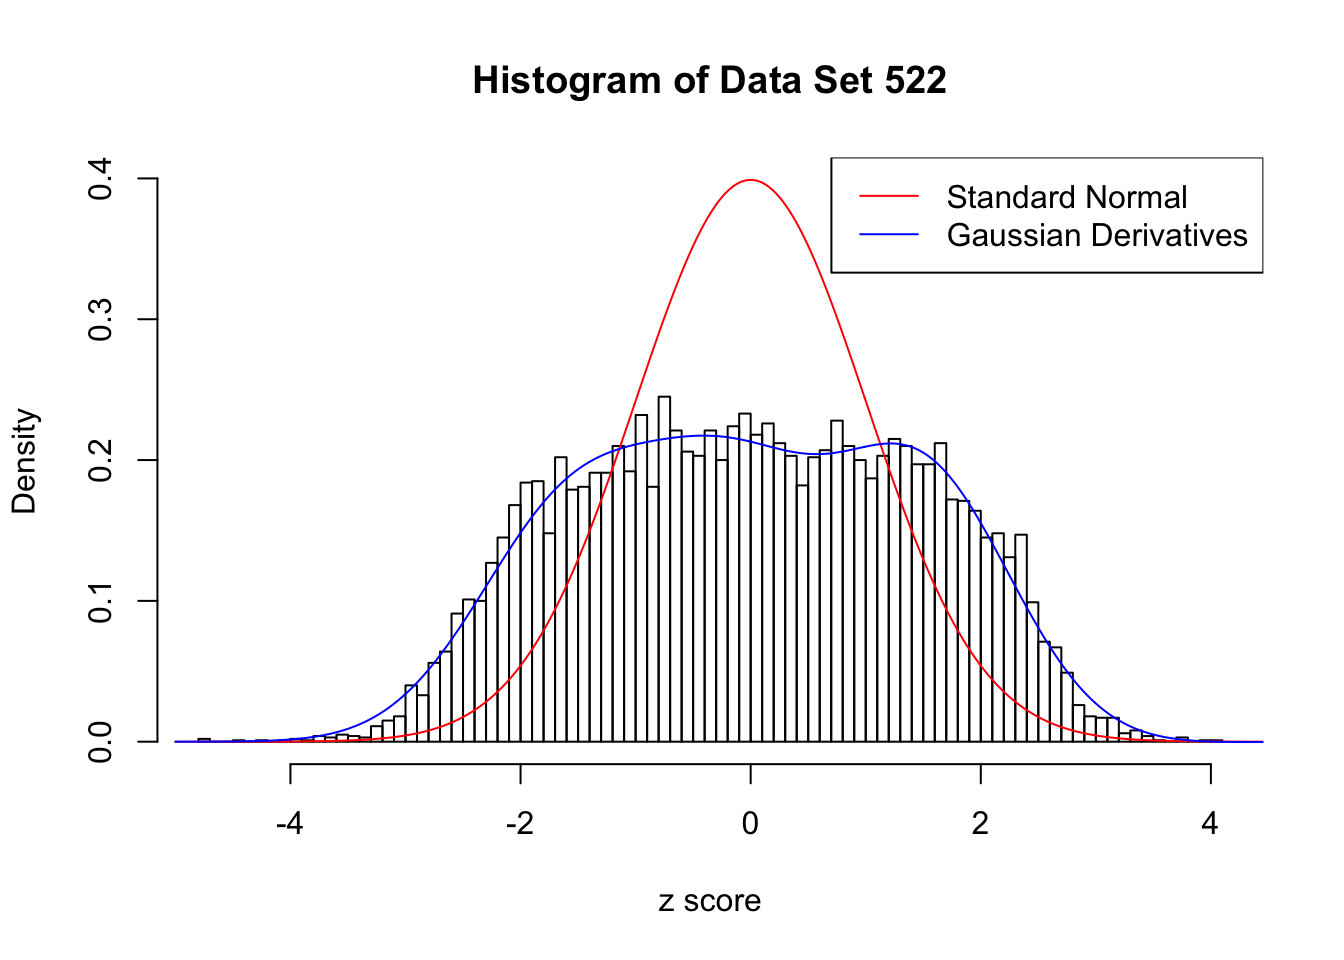 Histogram of Data Set 522
Standard Normal
Gaussian Derivatives
Density
0.4
0.3
0.2
0.1
0.0
-4 -2 0 2 4
z score